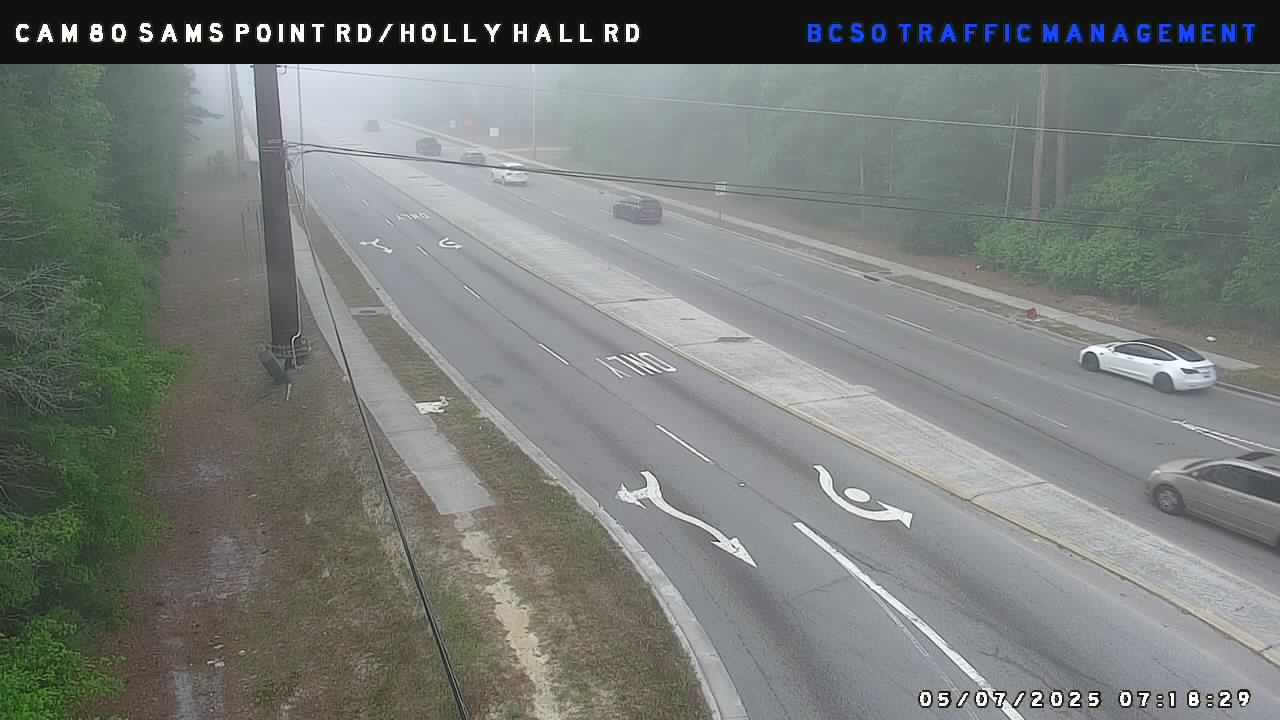 CAM 80 SAMS POINT RD/HOLLY HALL RD
BCSO TRAFFIC MANAGEMENT
ONLY
ONLY
05/07/2025 07:18:29